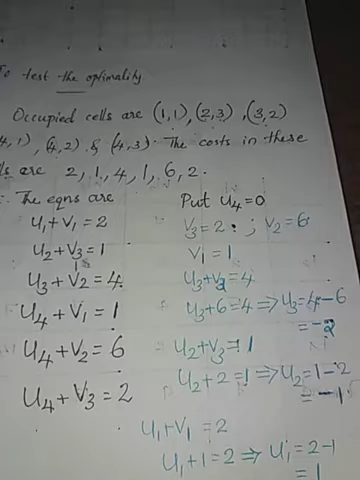 To test the optimality
Occupied cells are (1,1), (2,3), (3,2)
(4,1), (4,2) & (4,3). The costs in these
are 2, 1, 4, 1, 6, 2.
∴ The eqns are
U₁+V₁=2
U₂+V₃=1
U₃+V₂=4
U₄+V₁=1
U₄+V₂=6
U₄+V₃=2
Put U₄=0
V₃=2 ; V₂=6
V₁=1
U₃+V₂=4
U₃+6=4 ⇒ U₃=4-6
=-2
U₂+V₃=1
U₂+2=1 ⇒ U₂=1-2
=-1
U₁+V₁=2
U₁+1=2 ⇒ U₁=2-1
=1